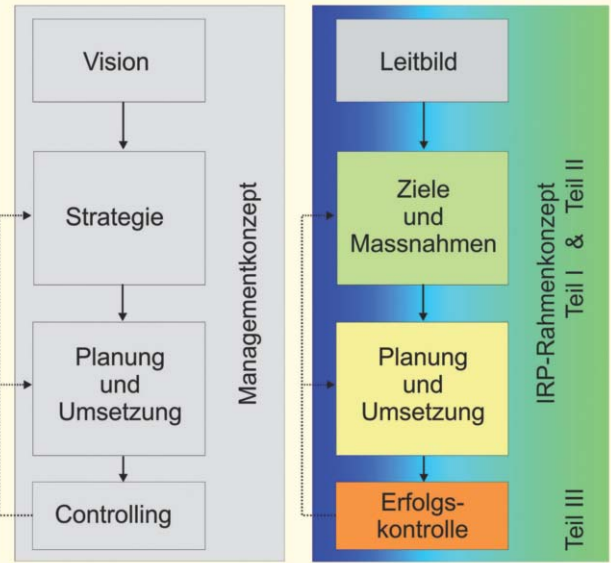 Vision
Strategie
Planung
und
Umsetzung
Controlling
Managementkonzept
Leitbild
Ziele
und
Massnahmen
Planung
und
Umsetzung
Erfolgs-
kontrolle
IRP-Rahmenkonzept
Teil I & Teil II
Teil III